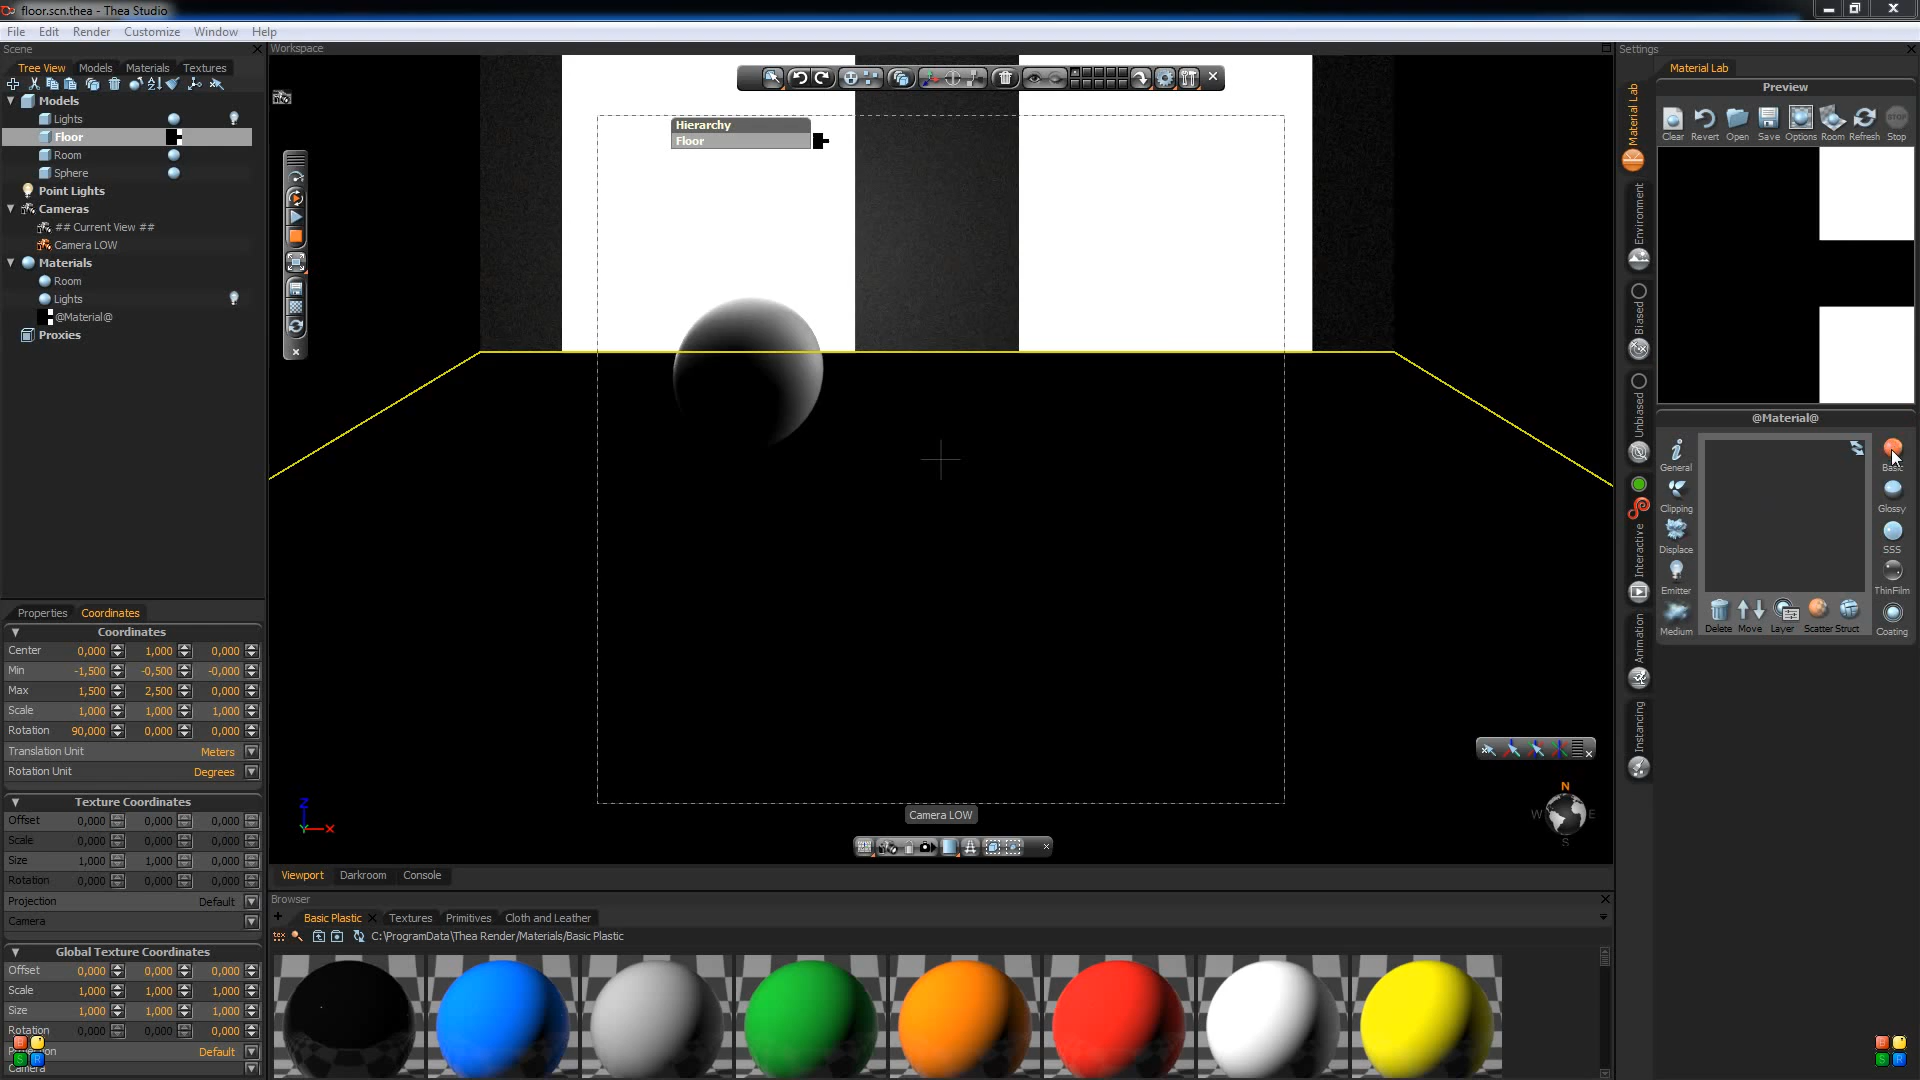 floor.scn.thea - Thea Studio
File Edit Render Customize Window Help
Scene
Workspace
Settings
Tree View Models Materials Textures
Models
Lights
Floor
Room
Sphere
Point Lights
Cameras
## Current View ##
Camera LOW
Materials
Room
Lights
@Material@
Proxies
Hierarchy
Floor
Camera LOW
N
W E
S
Z
Y X
Viewport Darkroom Console
Properties Coordinates
Coordinates
Center 0,000 1,000 0,000
Min -1,500 -0,500 -0,000
Max 1,500 2,500 0,000
Scale 1,000 1,000 1,000
Rotation 90,000 0,000 0,000
Translation Unit Meters
Rotation Unit Degrees
Texture Coordinates
Offset 0,000 0,000 0,000
Scale 0,000 0,000 0,000
Size 1,000 1,000 0,000
Rotation 0,000 0,000 0,000
Projection Default
Camera
Global Texture Coordinates
Offset 0,000 0,000 0,000
Scale 1,000 1,000 1,000
Size 1,000 1,000 1,000
Rotation 0,000 0,000 0,000
Default
Camera
Browser
Basic Plastic Textures Primitives Cloth and Leather
C:\ProgramData\Thea Render/Materials/Basic Plastic
Material Lab
Material Lab
Environment
Biased
Unbiased
Interactive
Animation
Instancing
Preview
Clear Revert Open Save Options Room Refresh Stop
@Material@
General
Clipping
Displace
Emitter
Medium
Basic
Glossy
SSS
ThinFilm
Coating
Delete Move Layer Scatter Struct